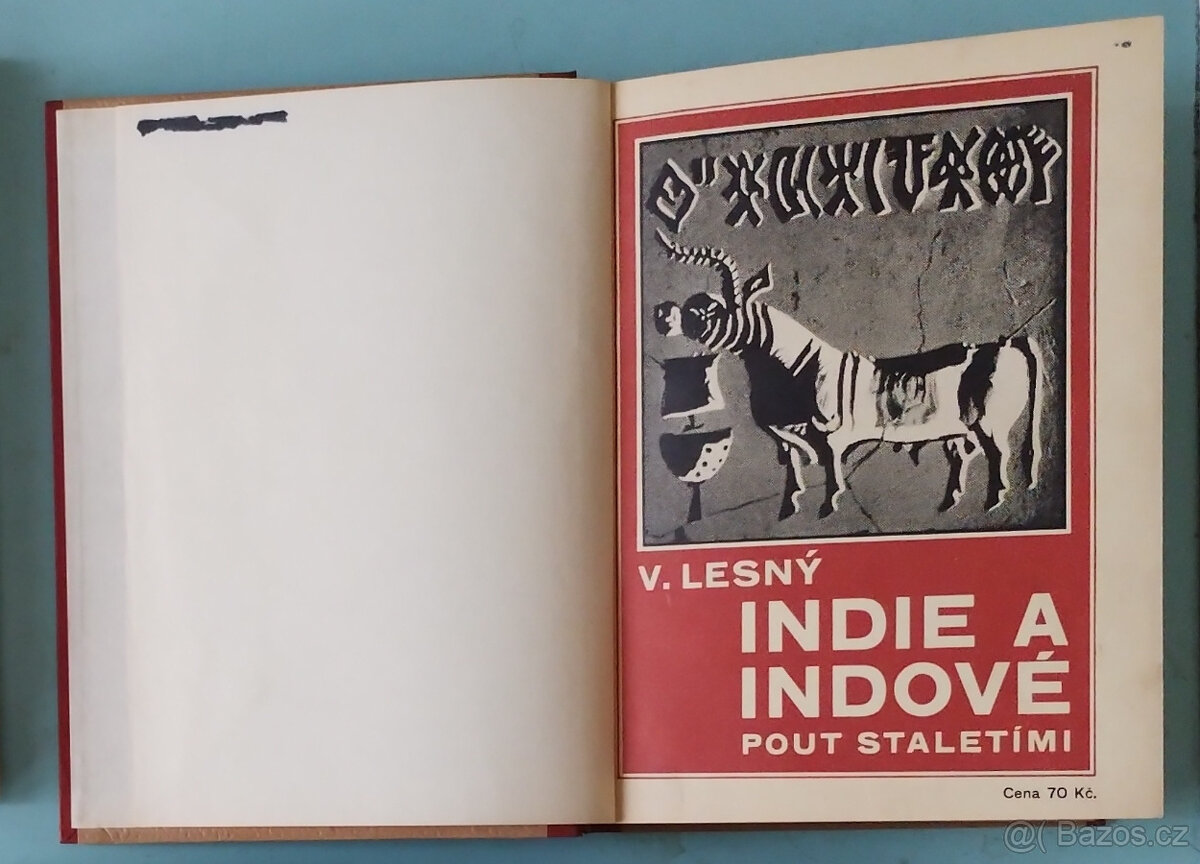 V. LESNÝ
INDIE A
INDOVÉ
POUT STALETÍMI
Cena 70 Kč.
@( Bazos.cz